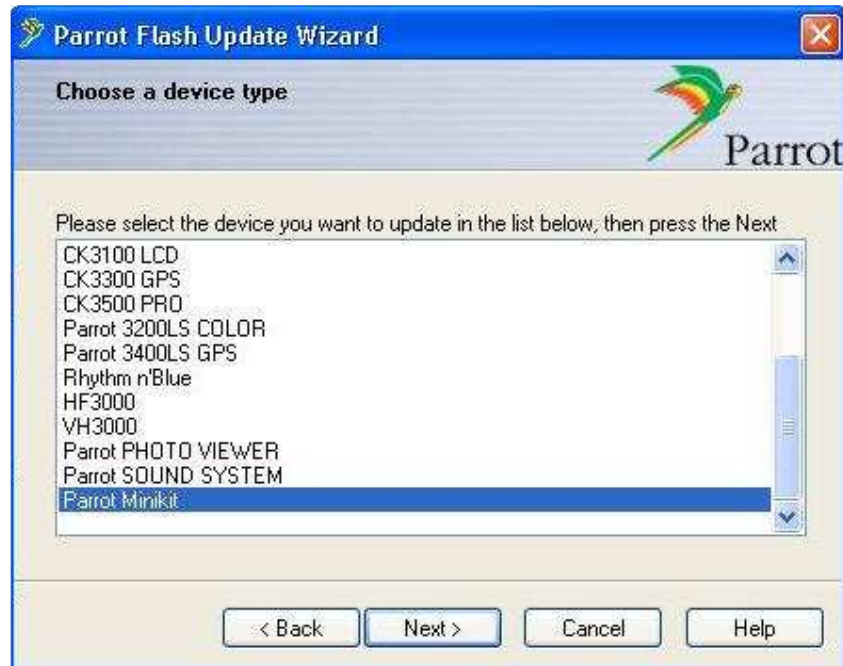 Parrot Flash Update Wizard
Choose a device type
Parrot
Please select the device you want to update in the list below, then press the Next
CK3100 LCD
CK3300 GPS
CK3500 PRO
Parrot 3200LS COLOR
Parrot 3400LS GPS
Rhythm n'Blue
HF3000
VH3000
Parrot PHOTO VIEWER
Parrot SOUND SYSTEM
Parrot Minikit
< Back
Next >
Cancel
Help